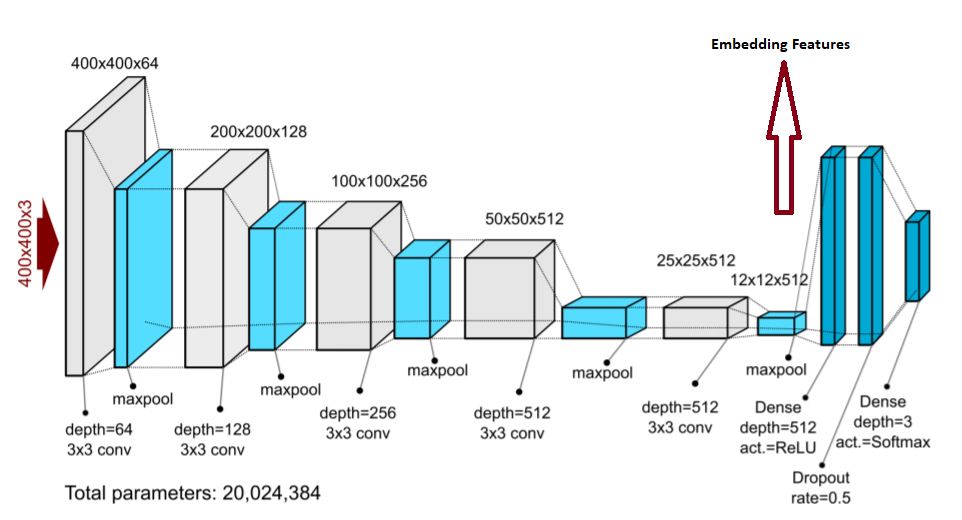 Embedding Features
400x400x64
200x200x128
100x100x256
50x50x512
25x25x512
12x12x512
400x400x3
maxpool
maxpool
maxpool
maxpool
maxpool
depth=64
3x3 conv
depth=128
3x3 conv
depth=256
3x3 conv
depth=512
3x3 conv
depth=512
3x3 conv
Dense
depth=512
act.=ReLU
Dropout
rate=0.5
Dense
depth=3
act.=Softmax
Total parameters: 20,024,384